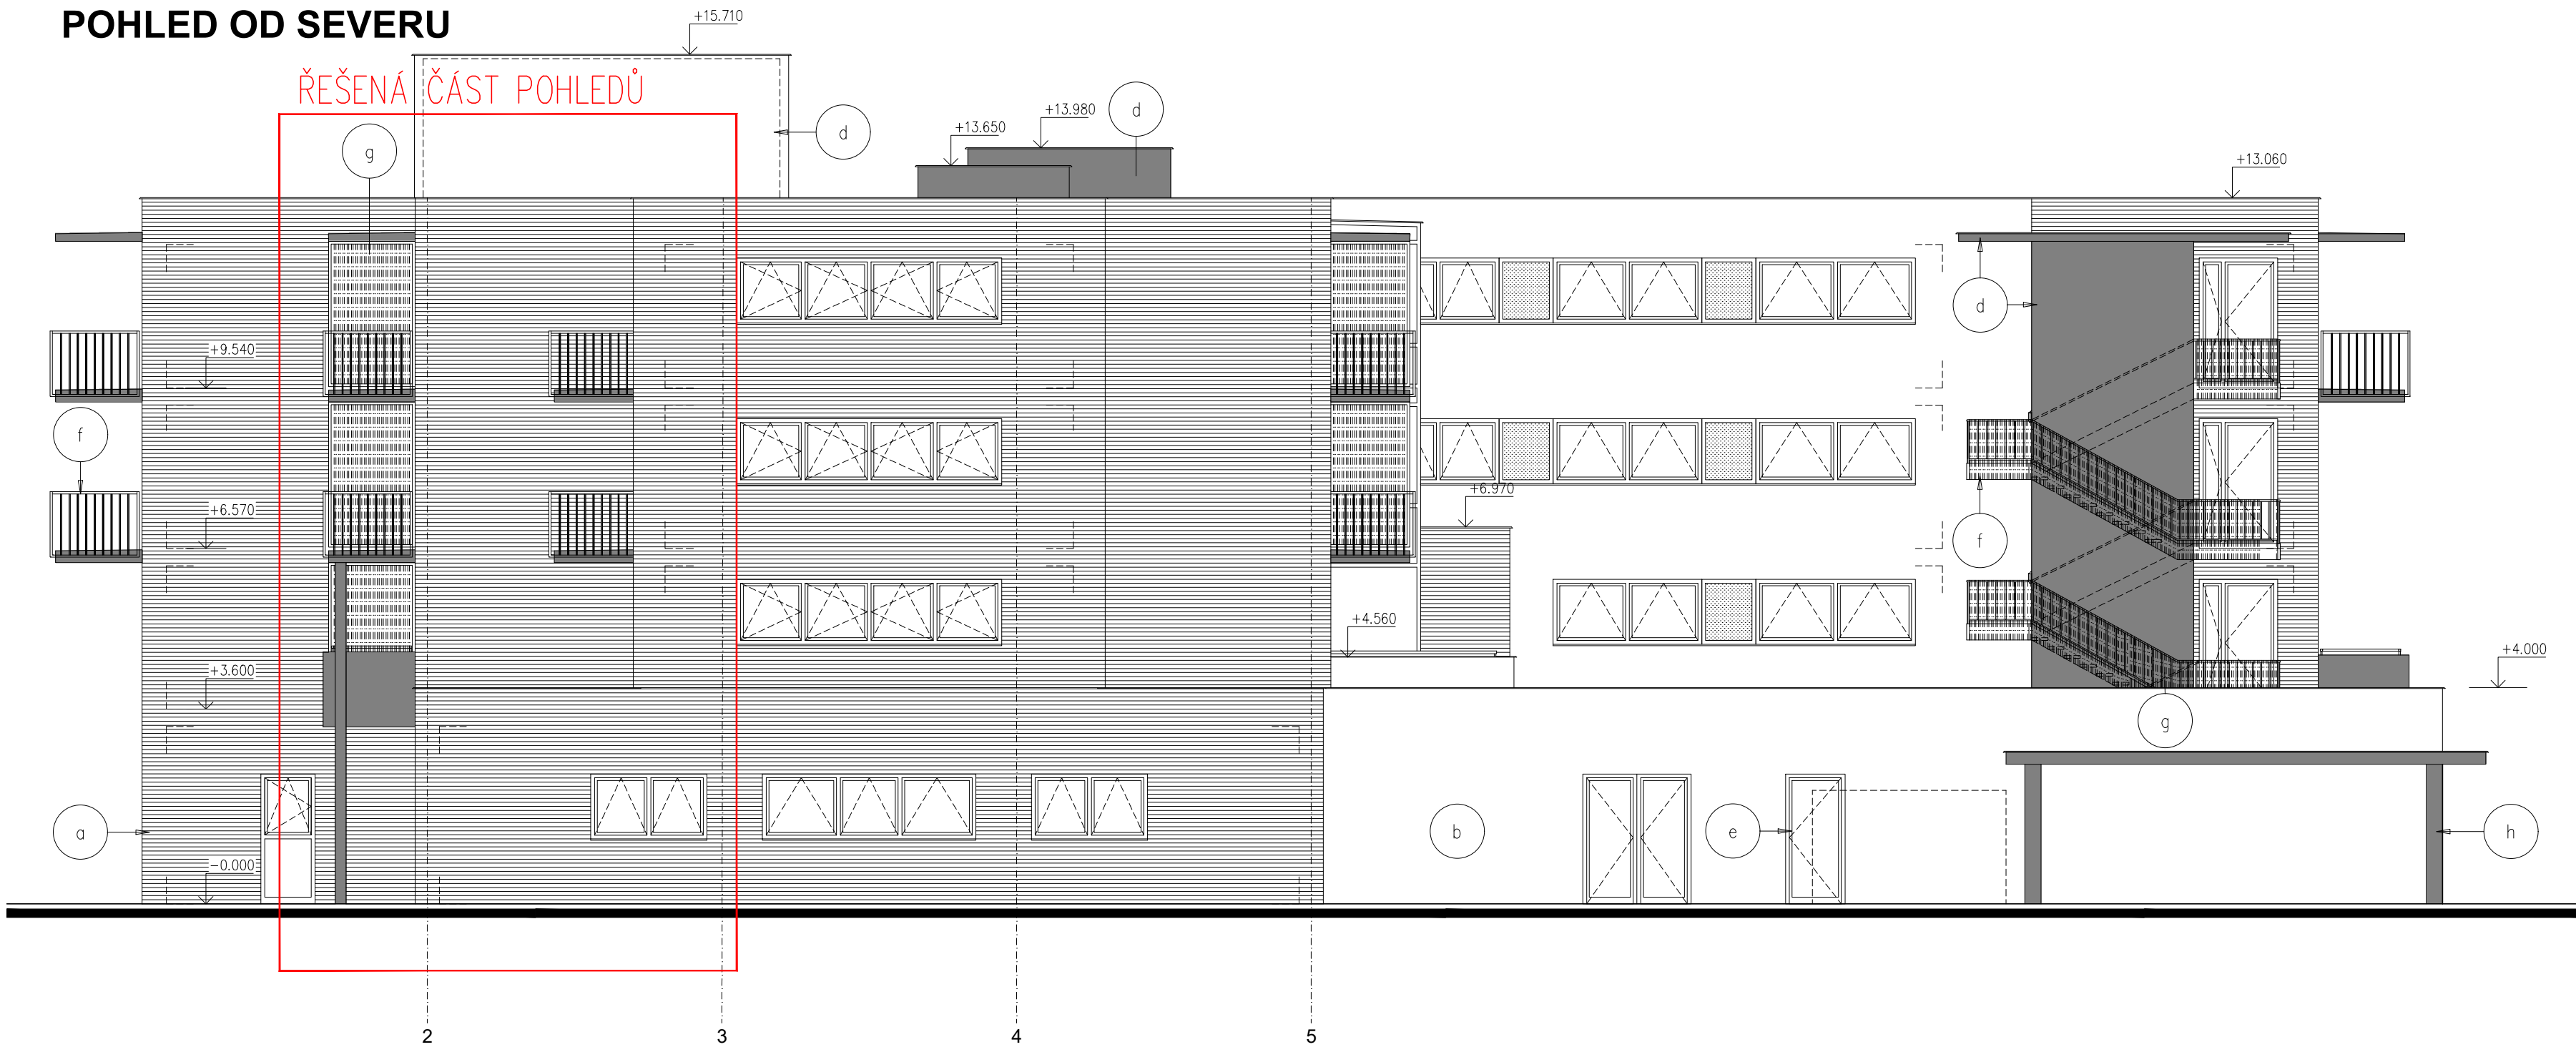 POHLED OD SEVERU
+15.710
ŘEŠENÁ ČÁST POHLEDŮ
+13.980
d
+13.650
d
g
+13.060
d
+9.540
f
+6.970
+6.570
f
+4.560
+4.000
+3.600
g
a
b
e
h
-0.000
2
3
4
5